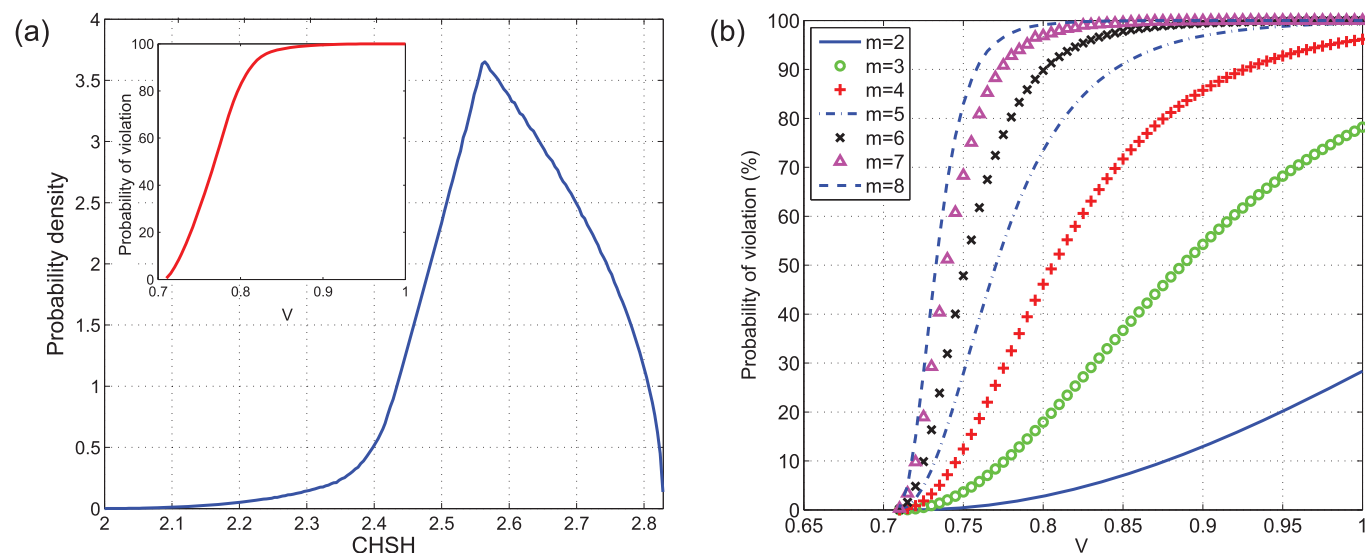 (a)
4
3.5
3
2.5
2
1.5
1
0.5
0
Probability density
2 2.1 2.2 2.3 2.4 2.5 2.6 2.7 2.8
CHSH
100
80
60
40
20
0
Probability of violation
0.7 0.8 0.9 1
V
(b)
100
90
80
70
60
50
40
30
20
10
0
Probability of violation (%)
0.65 0.7 0.75 0.8 0.85 0.9 0.95 1
V
m=2
m=3
m=4
m=5
m=6
m=7
m=8